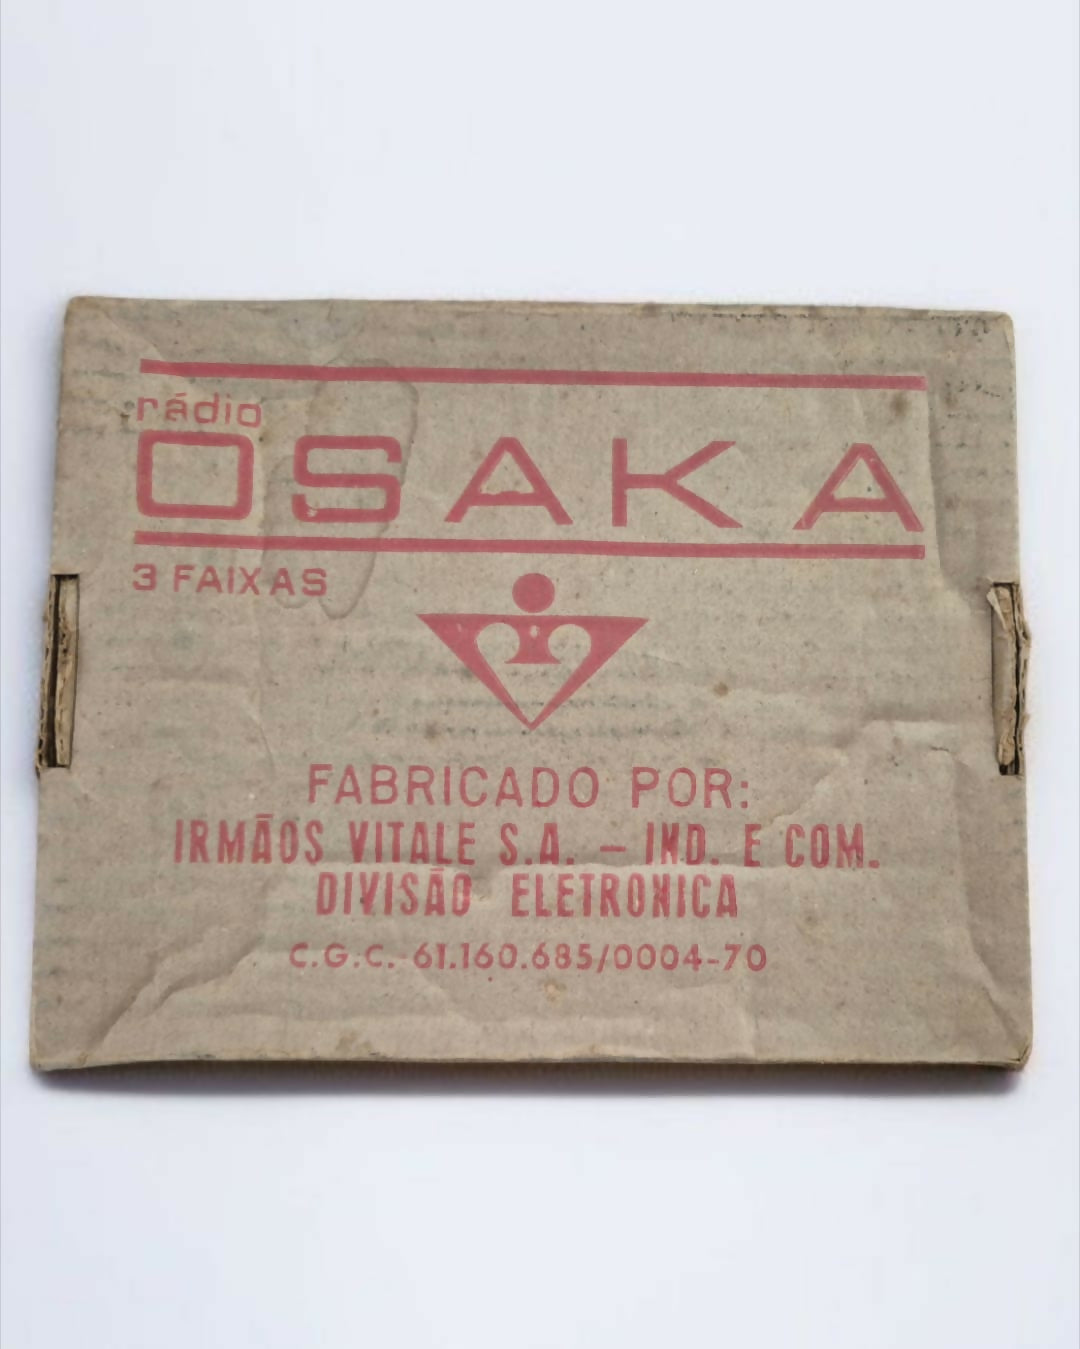 rádio
OSAKA
3 FAIXAS
FABRICADO POR:
IRMÃOS VITALE S.A. – IND. E COM.
DIVISÃO ELETRONICA
C.G.C. 61.160.685/0004-70